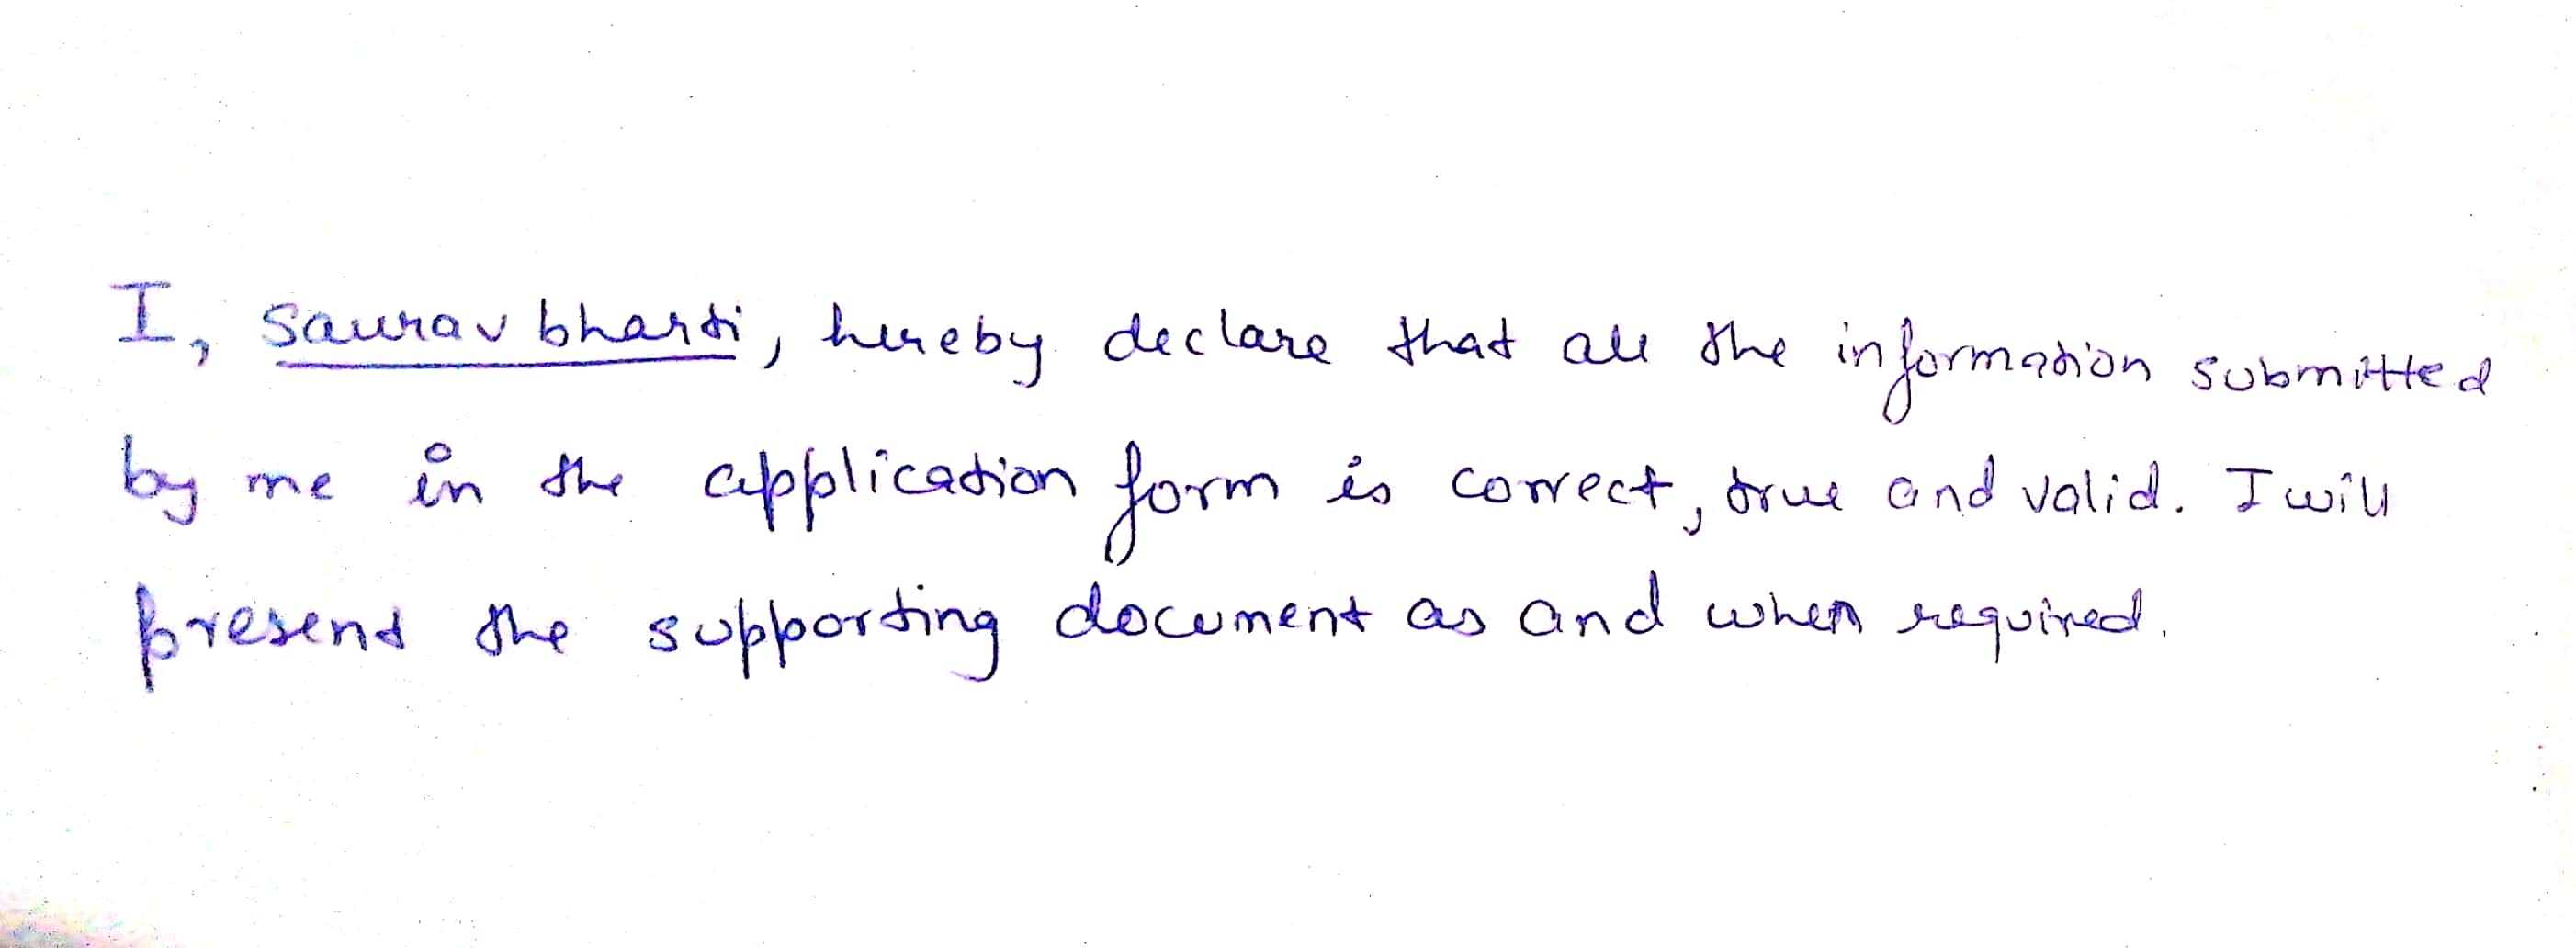 I, saurav bharti, hereby declare that all the information submitted
by me in the application form is correct, true and valid. I will
present the supporting document as and when required.